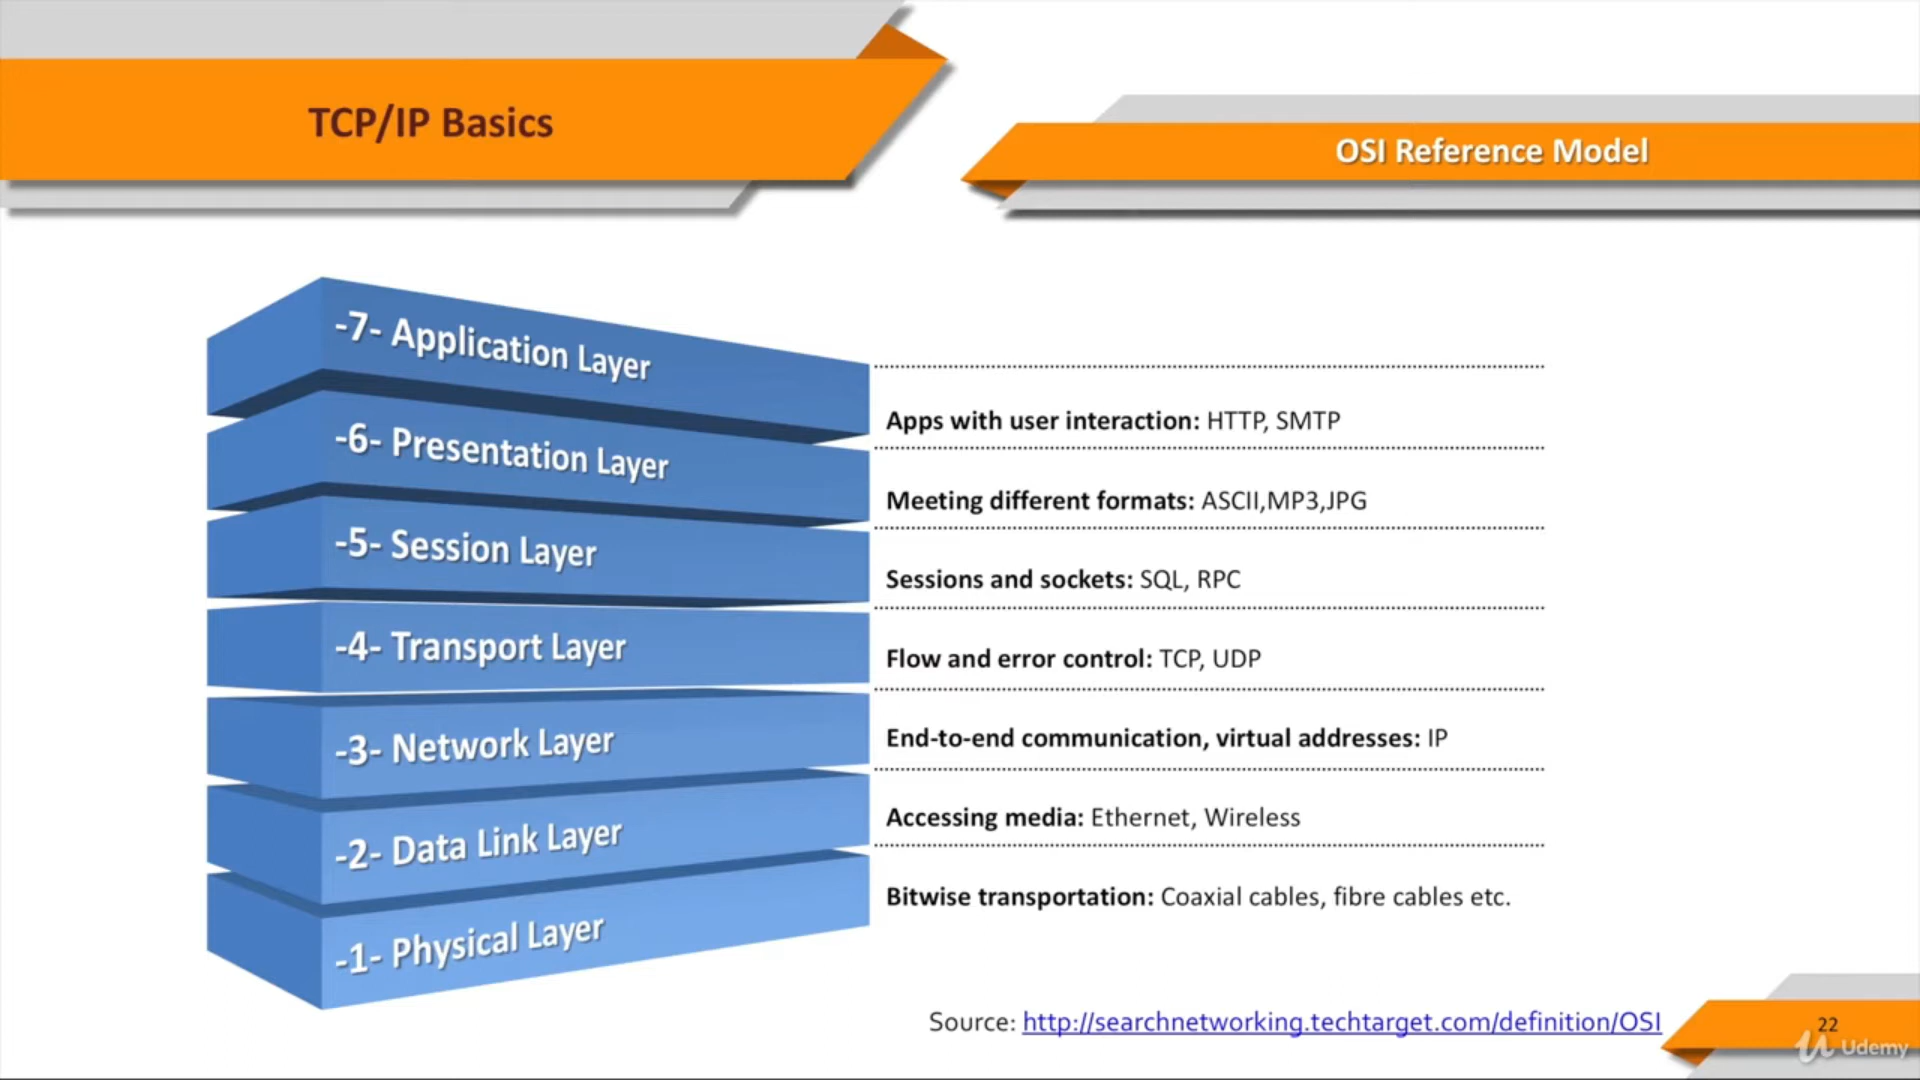 TCP/IP Basics
OSI Reference Model
-7- Application Layer
Apps with user interaction: HTTP, SMTP
-6- Presentation Layer
Meeting different formats: ASCII,MP3,JPG
-5- Session Layer
Sessions and sockets: SQL, RPC
-4- Transport Layer
Flow and error control: TCP, UDP
-3- Network Layer
End-to-end communication, virtual addresses: IP
-2- Data Link Layer
Accessing media: Ethernet, Wireless
-1- Physical Layer
Bitwise transportation: Coaxial cables, fibre cables etc.
Source: http://searchnetworking.techtarget.com/definition/OSI
22
Udemy